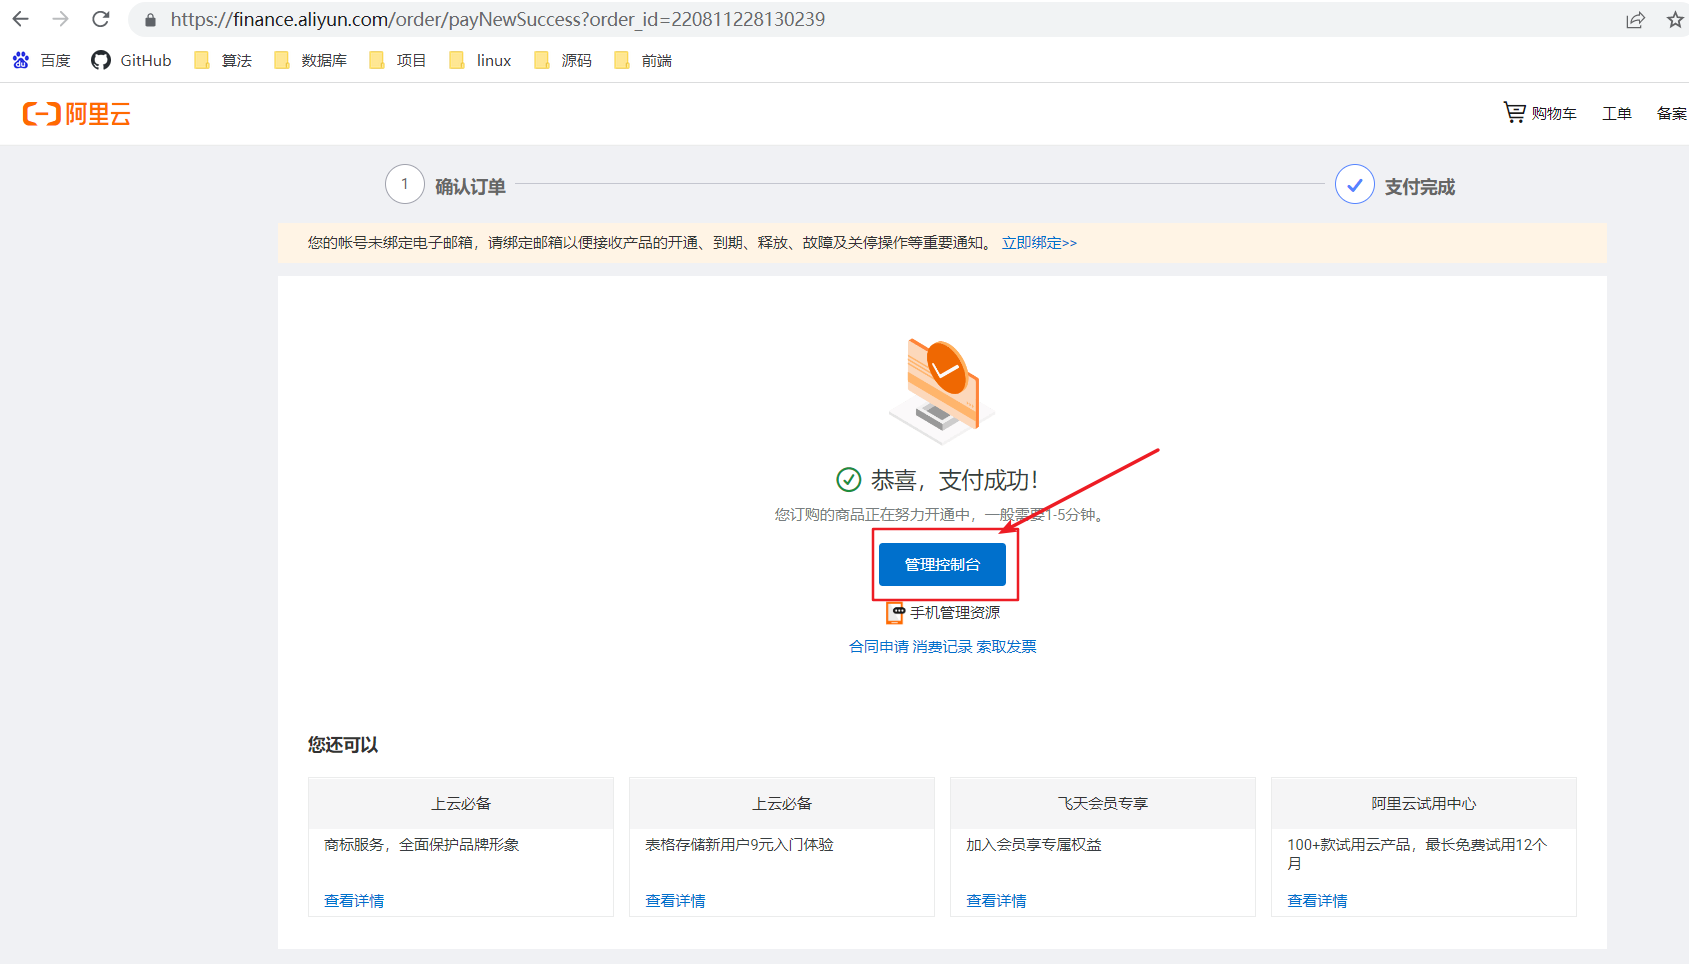 https://finance.aliyun.com/order/payNewSuccess?order_id=220811228130239
百度 GitHub 算法 数据库 项目 linux 源码 前端
阿里云 购物车 工单 备案
1 确认订单 支付完成
您的帐号未绑定电子邮箱，请绑定邮箱以便接收产品的开通、到期、释放、故障及关停操作等重要通知。 立即绑定>>
恭喜，支付成功！
您订购的商品正在努力开通中，一般需要1-5分钟。
管理控制台
手机管理资源
合同申请 消费记录 索取发票
您还可以
上云必备
商标服务，全面保护品牌形象
查看详情
上云必备
表格存储新用户9元入门体验
查看详情
飞天会员专享
加入会员享专属权益
查看详情
阿里云试用中心
100+款试用云产品，最长免费试用12个
月
查看详情